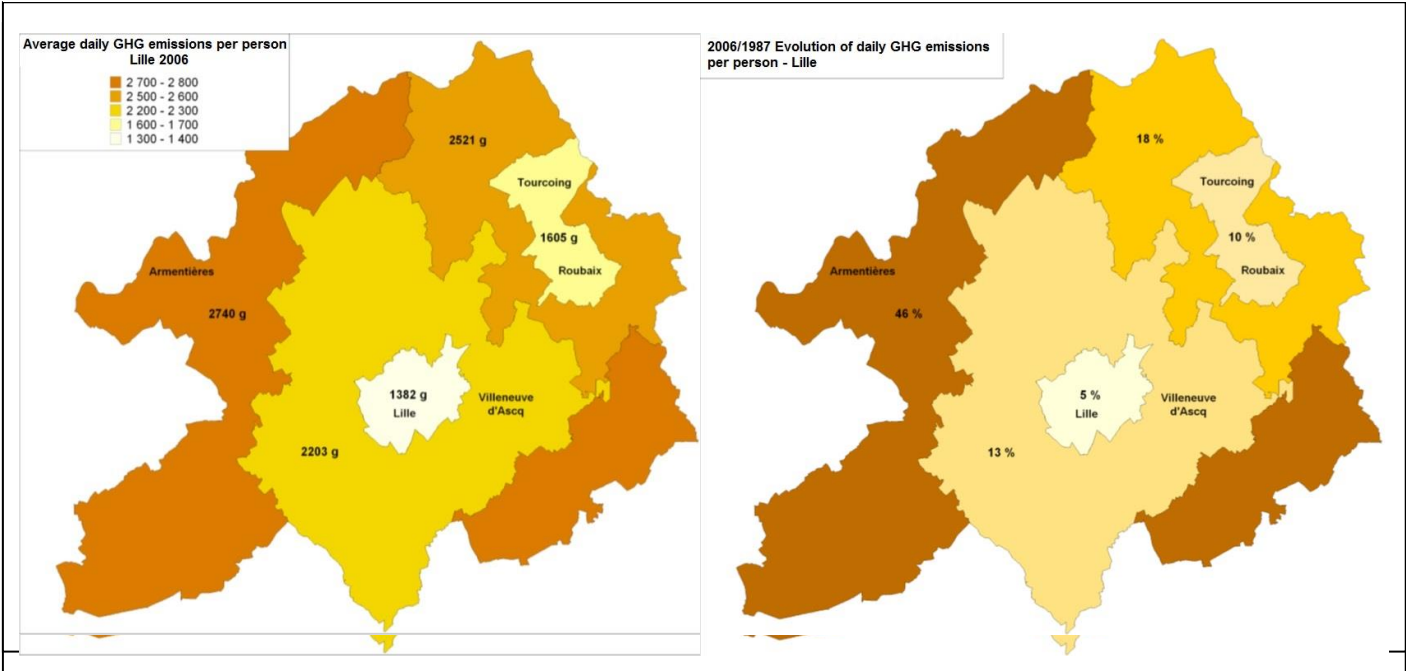 Average daily GHG emissions per person
Lille 2006
2 700 - 2 800
2 500 - 2 600
2 200 - 2 300
1 600 - 1 700
1 300 - 1 400
2521 g
Tourcoing
1605 g
Roubaix
Armentières
2740 g
1382 g
Lille
Villeneuve
d'Ascq
2203 g
2006/1987 Evolution of daily GHG emissions
per person - Lille
18 %
Tourcoing
10 %
Roubaix
Armentières
46 %
5 %
Lille
Villeneuve
d'Ascq
13 %